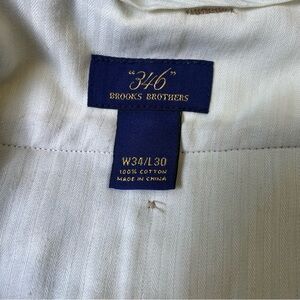 "346"
BROOKS BROTHERS
W34/L30
100% COTTON
MADE IN CHINA